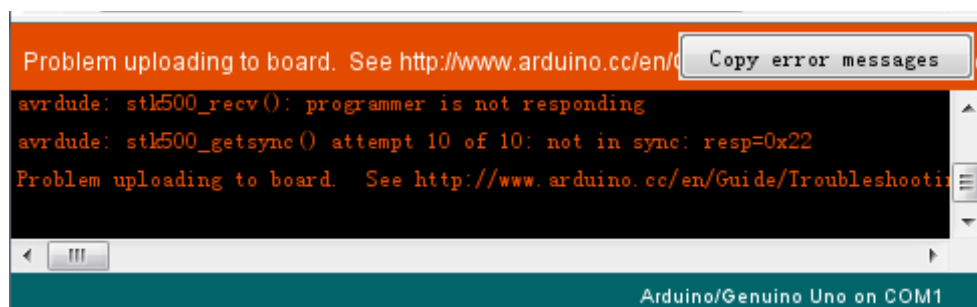 Problem uploading to board. See http://www.arduino.cc/en/ Copy error messages
avrdude: stk500_recv(): programmer is not responding
avrdude: stk500_getsync() attempt 10 of 10: not in sync: resp=0x22
Problem uploading to board. See http://www.arduino.cc/en/Guide/Troubleshooti
Arduino/Genuino Uno on COM1